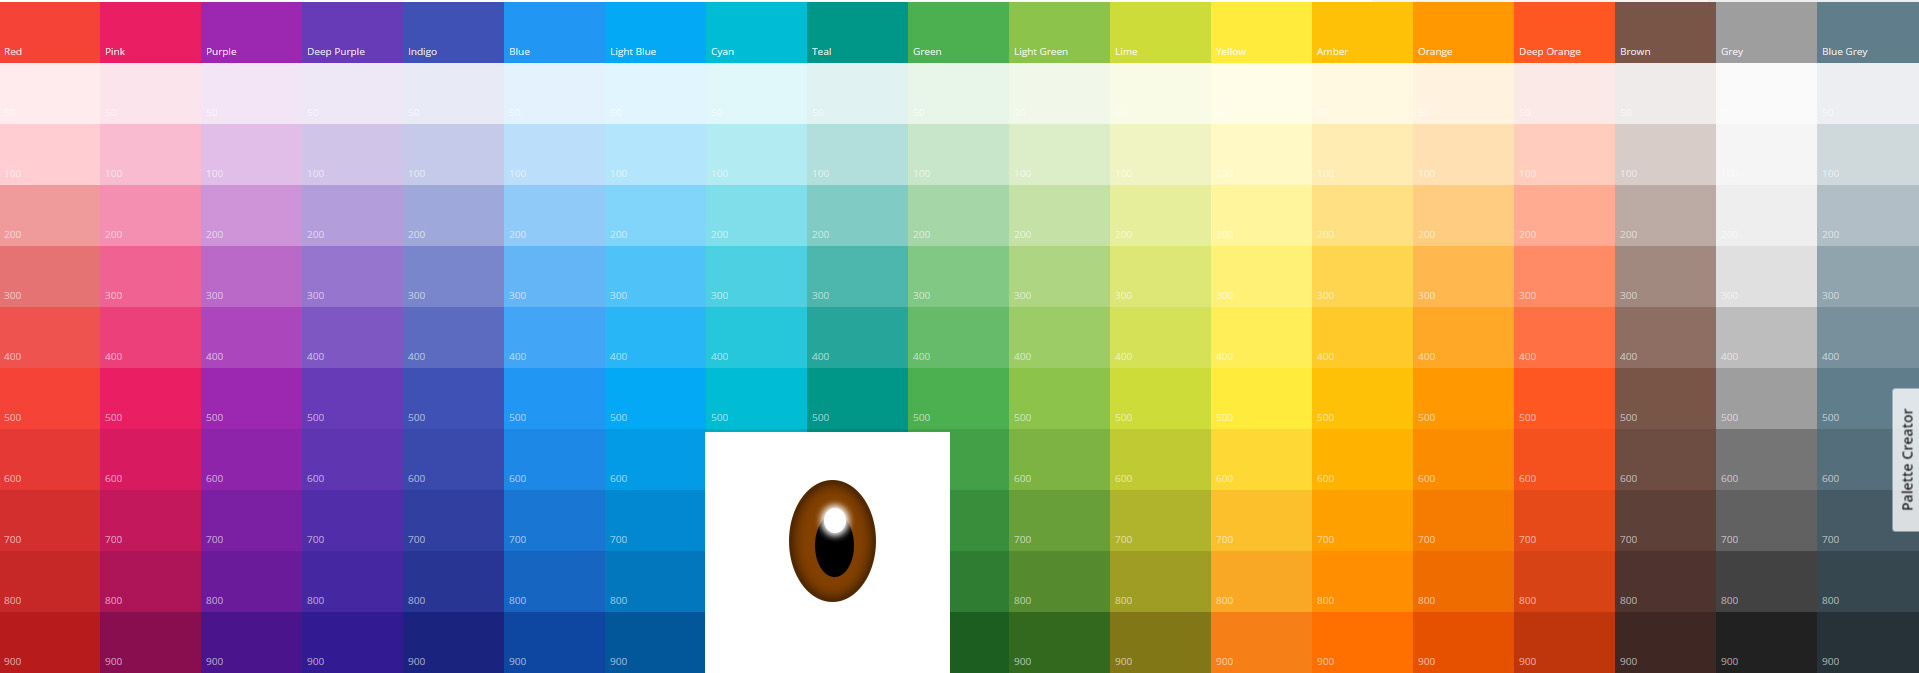 Red Pink Purple Deep Purple Indigo Blue Light Blue Cyan Teal Green Light Green Lime Yellow Amber Orange Deep Orange Brown Grey Blue Grey
50 50 50 50 50 50 50 50 50 50 50 50 50 50 50 50
100 100 100 100 100 100 100 100 100 100 100 100 100 100 100 100 100 100 100
200 200 200 200 200 200 200 200 200 200 200 200 200 200 200 200 200 200 200
300 300 300 300 300 300 300 300 300 300 300 300 300 300 300 300 300 300 300
400 400 400 400 400 400 400 400 400 400 400 400 400 400 400 400 400 400 400
500 500 500 500 500 500 500 500 500 500 500 500 500 500 500 500 500 500 500
Palette Creator
600 600 600 600 600 600 600 600 600 600 600 600 600 600 600 600
700 700 700 700 700 700 700 700 700 700 700 700 700 700 700 700
800 800 800 800 800 800 800 800 800 800 800 800 800 800 800 800
900 900 900 900 900 900 900 900 900 900 900 900 900 900 900 900